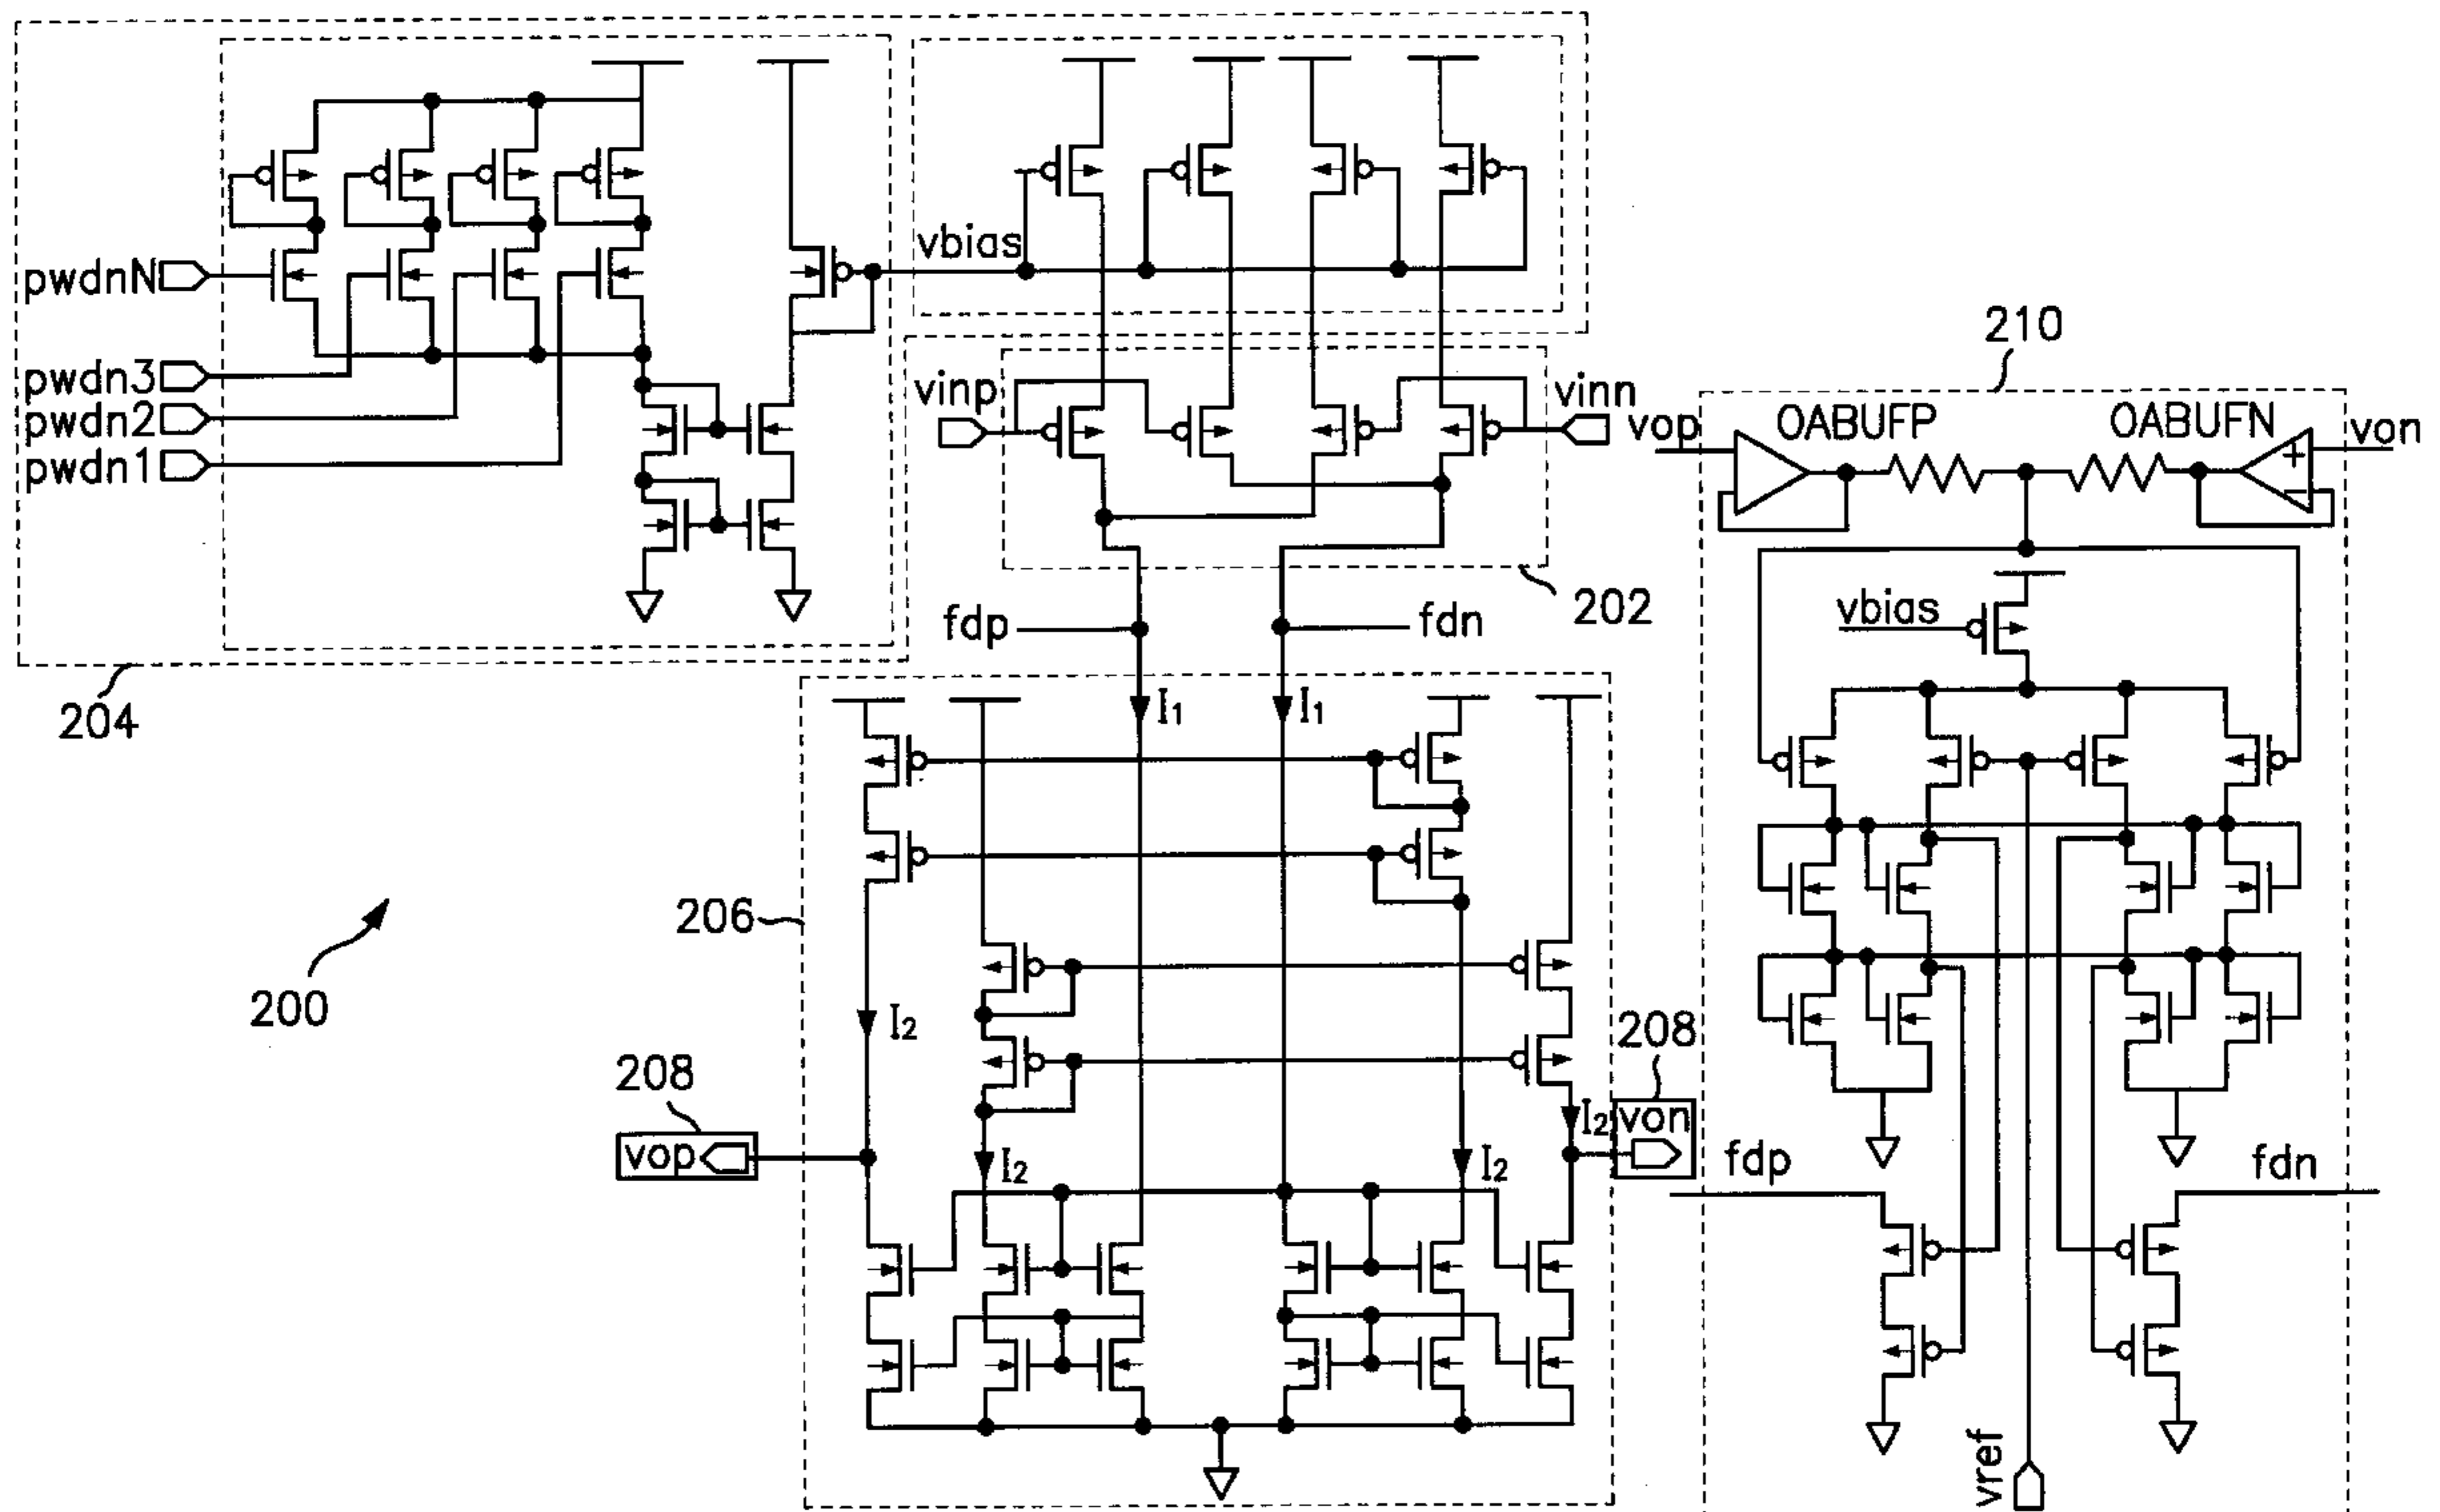 vbias
pwdnN
pwdn3
pwdn2
pwdn1
vinp
vinn
210
vop
OABUFP
OABUFN
von
+
−
202
204
fdp
fdn
vbias
I1
I1
206
200
I2
208
vop
I2
I2
I2
208
von
fdp
fdn
vref